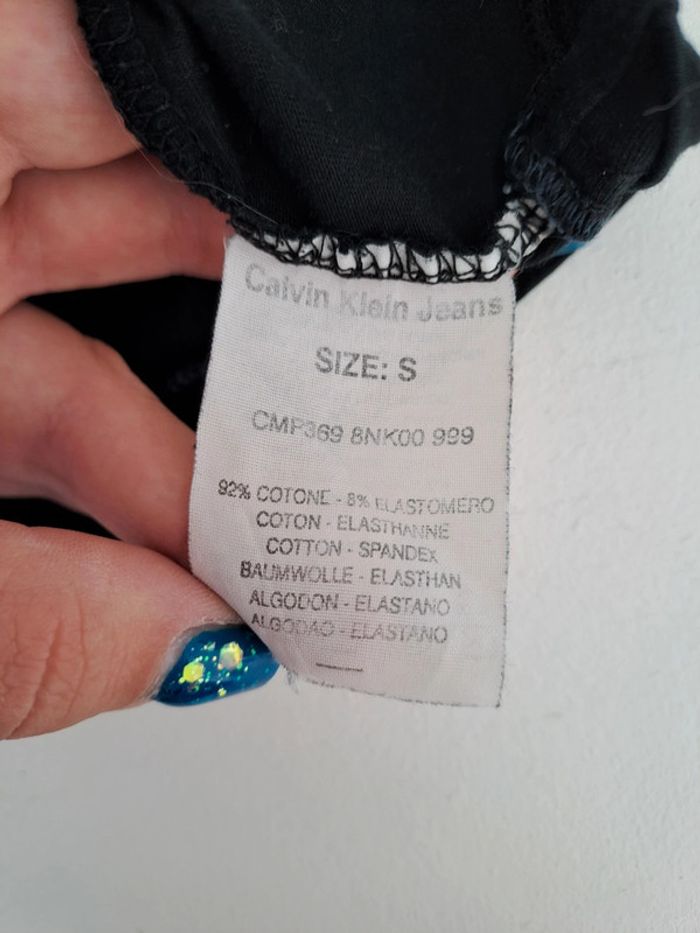 Calvin Klein Jeans
SIZE: S
CMP369 8NK00 999
92% COTONE - 8% ELASTOMERO
COTON - ELASTHANNE
COTTON - SPANDEX
BAUMWOLLE - ELASTHAN
ALGODON - ELASTANO
ALGODAO - ELASTANO